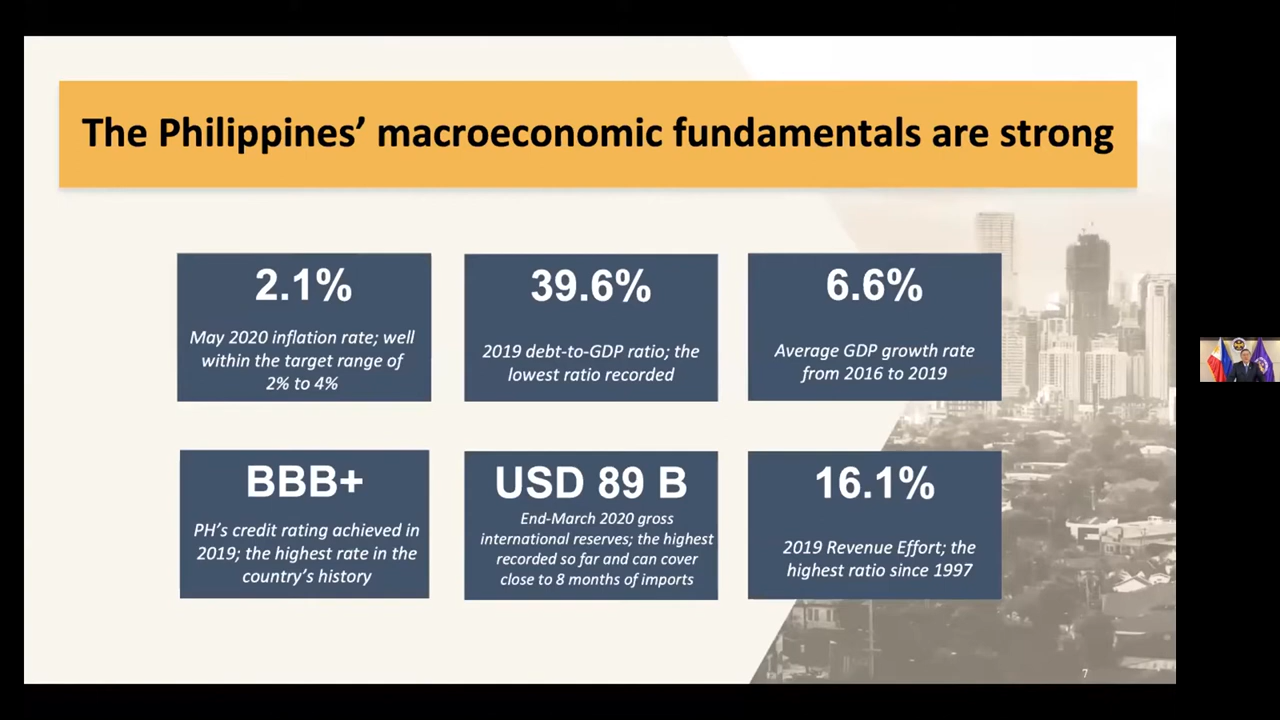 The Philippines’ macroeconomic fundamentals are strong
2.1%
May 2020 inflation rate; well
within the target range of
2% to 4%
39.6%
2019 debt-to-GDP ratio; the
lowest ratio recorded
6.6%
Average GDP growth rate
from 2016 to 2019
BBB+
PH’s credit rating achieved in
2019; the highest rate in the
country’s history
USD 89 B
End-March 2020 gross
international reserves; the highest
recorded so far and can cover
close to 8 months of imports
16.1%
2019 Revenue Effort; the
highest ratio since 1997
7